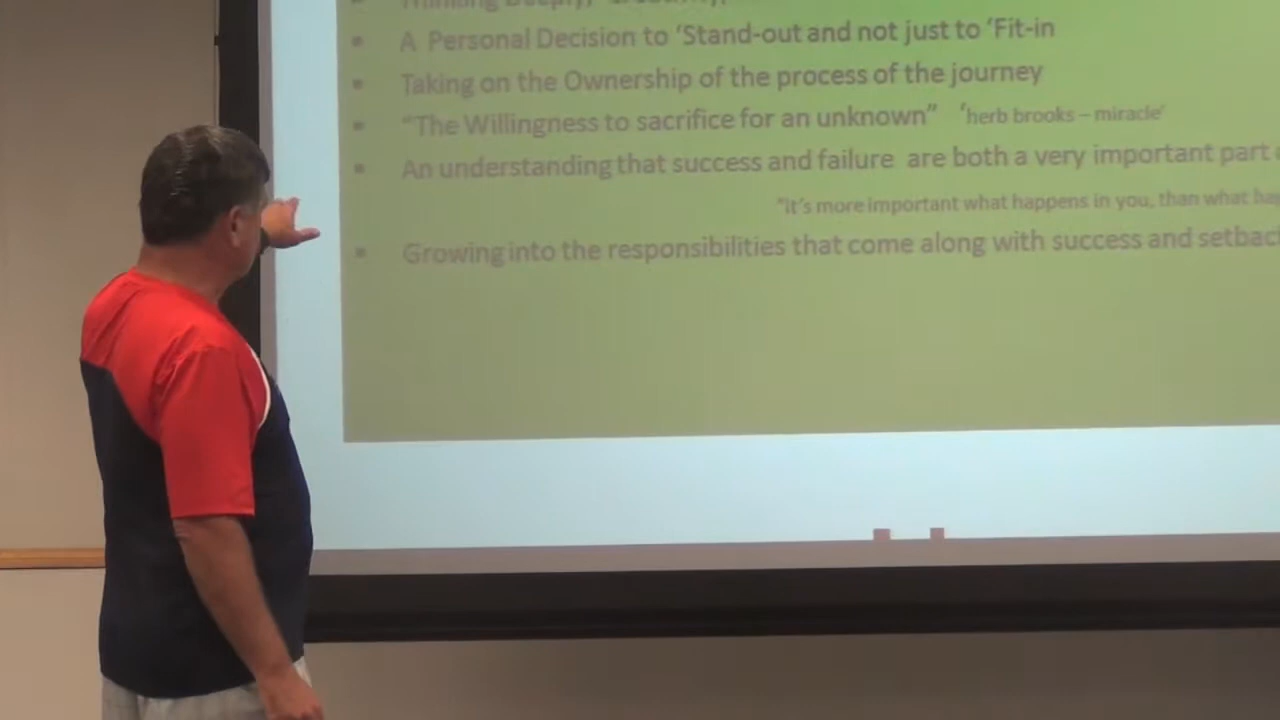 Thinking Deeply,
• A Personal Decision to ‘Stand-out and not just to ‘Fit-in
• Taking on the Ownership of the process of the journey
• “The Willingness to sacrifice for an unknown” ‘herb brooks – miracle’
• An understanding that success and failure are both a very important part
“It’s more important what happens in you, than what
• Growing into the responsibilities that come along with success and